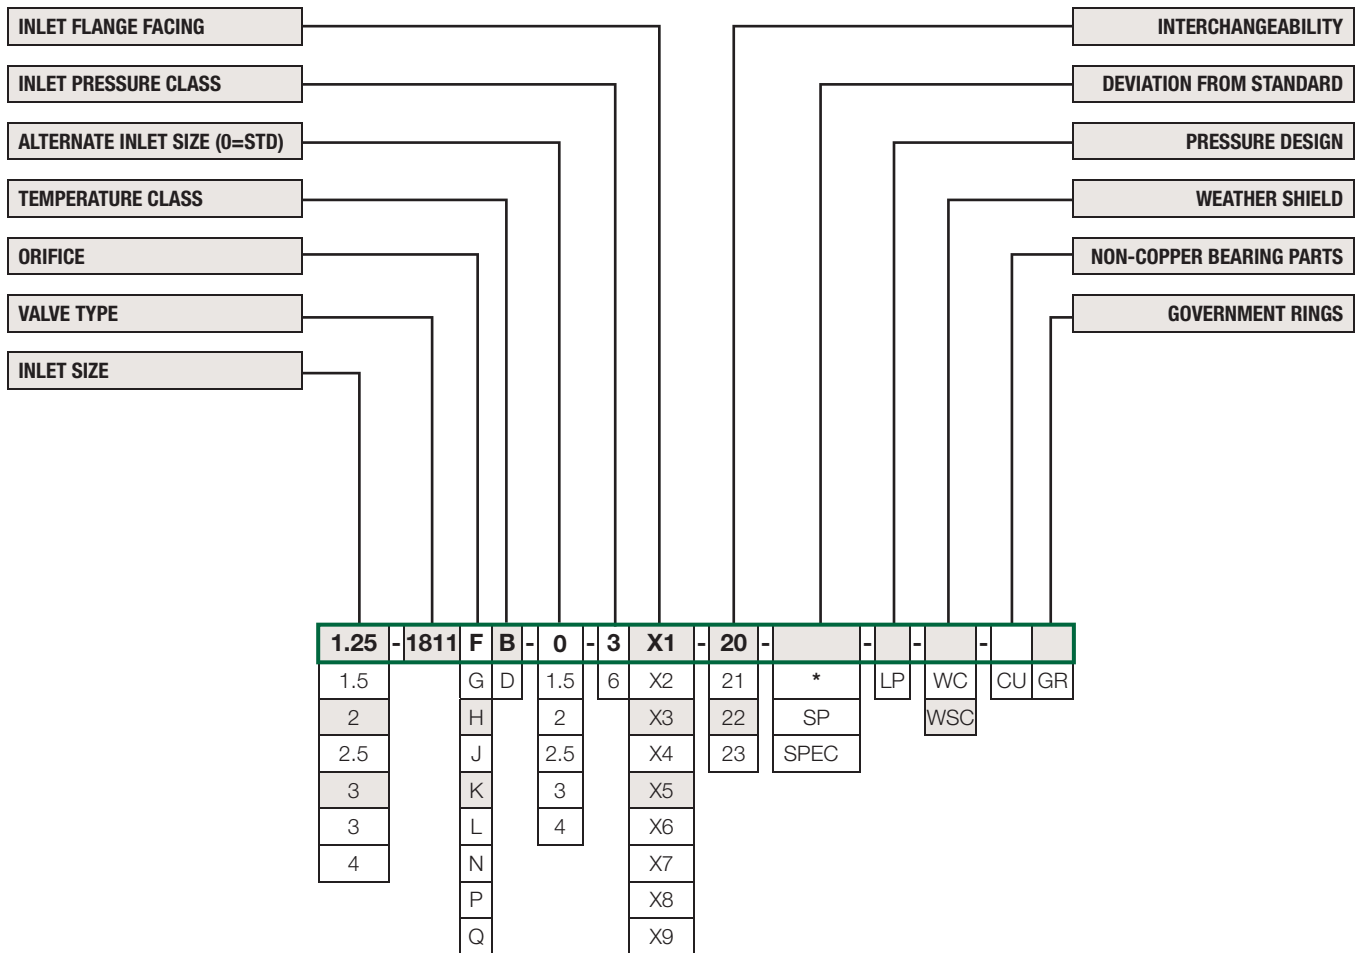 INLET FLANGE FACING INTERCHANGEABILITY
INLET PRESSURE CLASS DEVIATION FROM STANDARD
ALTERNATE INLET SIZE (0=STD) PRESSURE DESIGN
TEMPERATURE CLASS WEATHER SHIELD
ORIFICE NON-COPPER BEARING PARTS
VALVE TYPE GOVERNMENT RINGS
INLET SIZE
1.25 - 1811 F B - 0 - 3 X1 - 20 - - - -
1.5 G D 1.5 6 X2 21 * LP WC CU GR
2 H 2 X3 22 SP WSC
2.5 J 2.5 X4 23 SPEC
3 K 3 X5
3 L 4 X6
4 N X7
P X8
Q X9